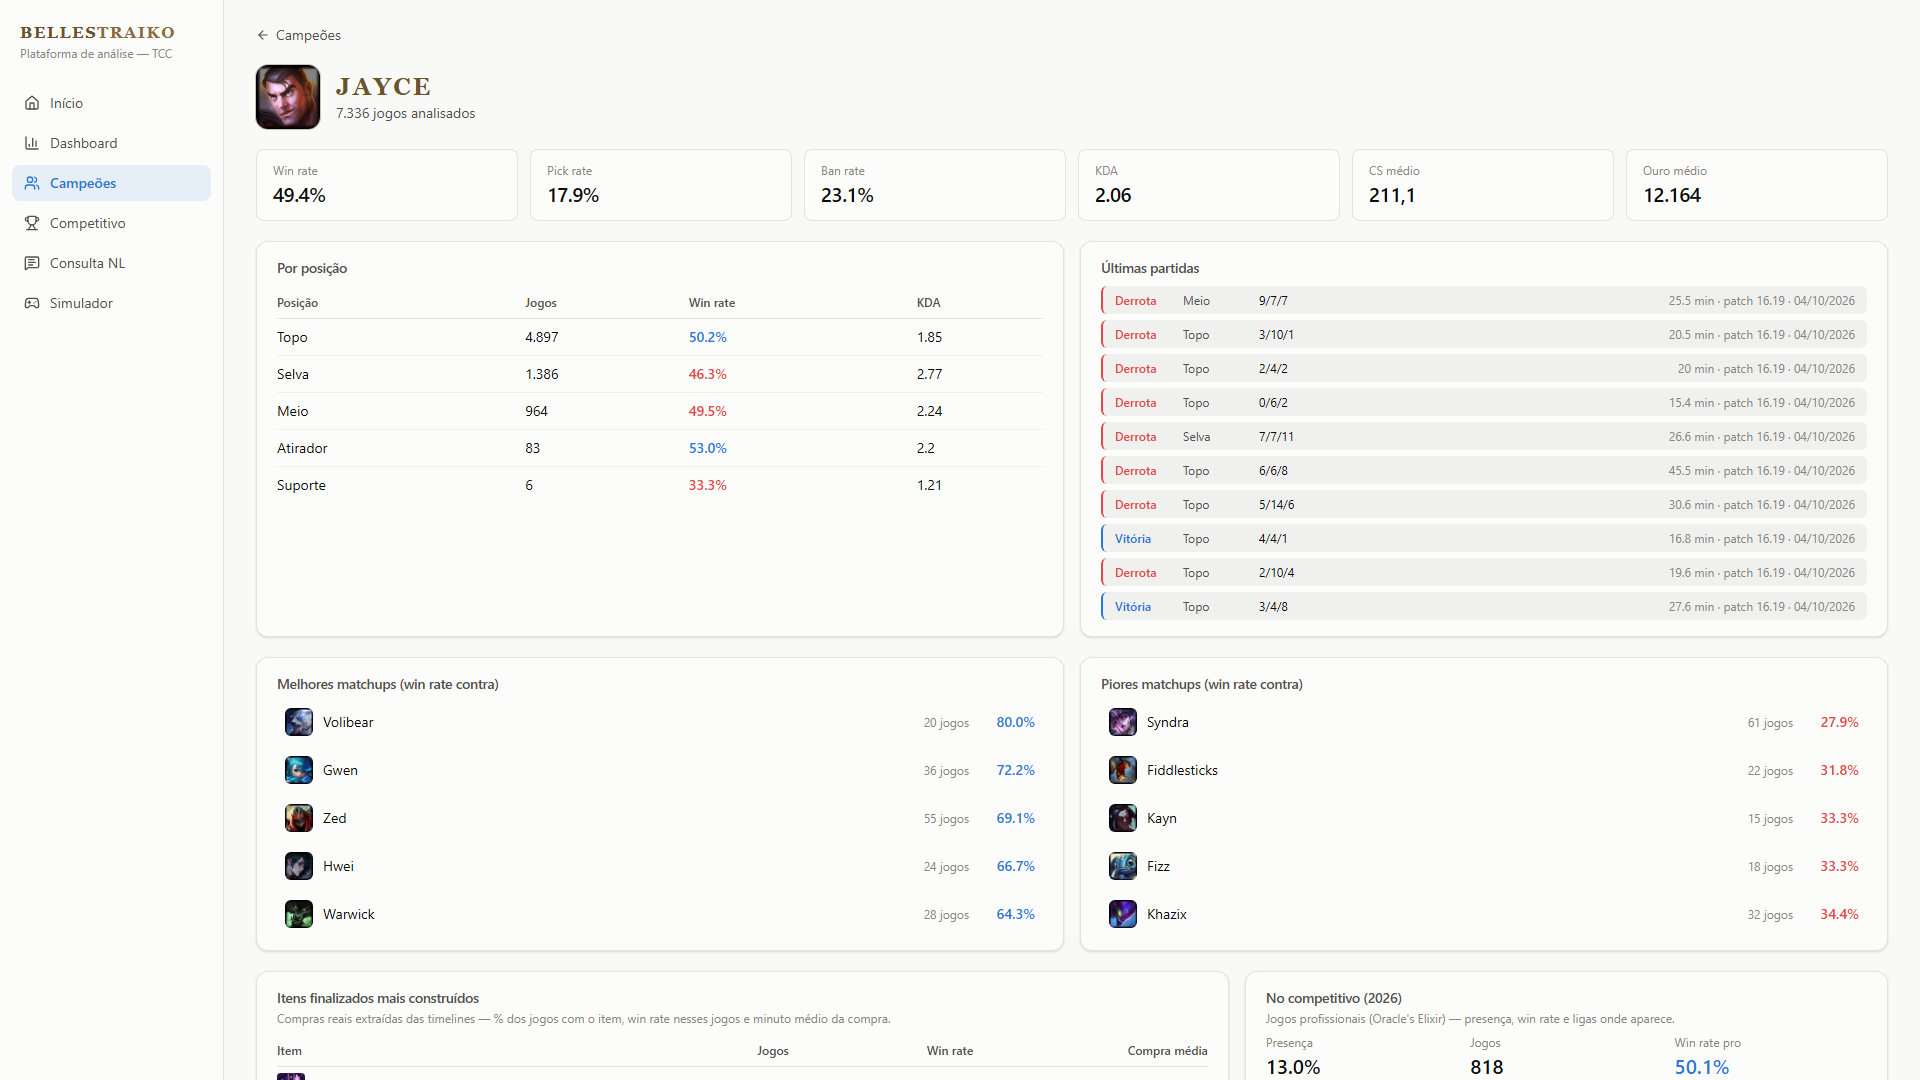 BELLESTRAIKO
Plataforma de análise — TCC
Início
Dashboard
Campeões
Competitivo
Consulta NL
Simulador
← Campeões
JAYCE
7.336 jogos analisados
Win rate
49.4%
Pick rate
17.9%
Ban rate
23.1%
KDA
2.06
CS médio
211,1
Ouro médio
12.164
Por posição
Posição Jogos Win rate KDA
Topo 4.897 50.2% 1.85
Selva 1.386 46.3% 2.77
Meio 964 49.5% 2.24
Atirador 83 53.0% 2.2
Suporte 6 33.3% 1.21
Últimas partidas
Derrota Meio 9/7/7 25.5 min · patch 16.19 · 04/10/2026
Derrota Topo 3/10/1 20.5 min · patch 16.19 · 04/10/2026
Derrota Topo 2/4/2 20 min · patch 16.19 · 04/10/2026
Derrota Topo 0/6/2 15.4 min · patch 16.19 · 04/10/2026
Derrota Selva 7/7/11 26.6 min · patch 16.19 · 04/10/2026
Derrota Topo 6/6/8 45.5 min · patch 16.19 · 04/10/2026
Derrota Topo 5/14/6 30.6 min · patch 16.19 · 04/10/2026
Vitória Topo 4/4/1 16.8 min · patch 16.19 · 04/10/2026
Derrota Topo 2/10/4 19.6 min · patch 16.19 · 04/10/2026
Vitória Topo 3/4/8 27.6 min · patch 16.19 · 04/10/2026
Melhores matchups (win rate contra)
Volibear 20 jogos 80.0%
Gwen 36 jogos 72.2%
Zed 55 jogos 69.1%
Hwei 24 jogos 66.7%
Warwick 28 jogos 64.3%
Piores matchups (win rate contra)
Syndra 61 jogos 27.9%
Fiddlesticks 22 jogos 31.8%
Kayn 15 jogos 33.3%
Fizz 18 jogos 33.3%
Khazix 32 jogos 34.4%
Itens finalizados mais construídos
Compras reais extraídas das timelines — % dos jogos com o item, win rate nesses jogos e minuto médio da compra.
Item Jogos Win rate Compra média
No competitivo (2026)
Jogos profissionais (Oracle's Elixir) — presença, win rate e ligas onde aparece.
Presença Jogos Win rate pro
13.0% 818 50.1%